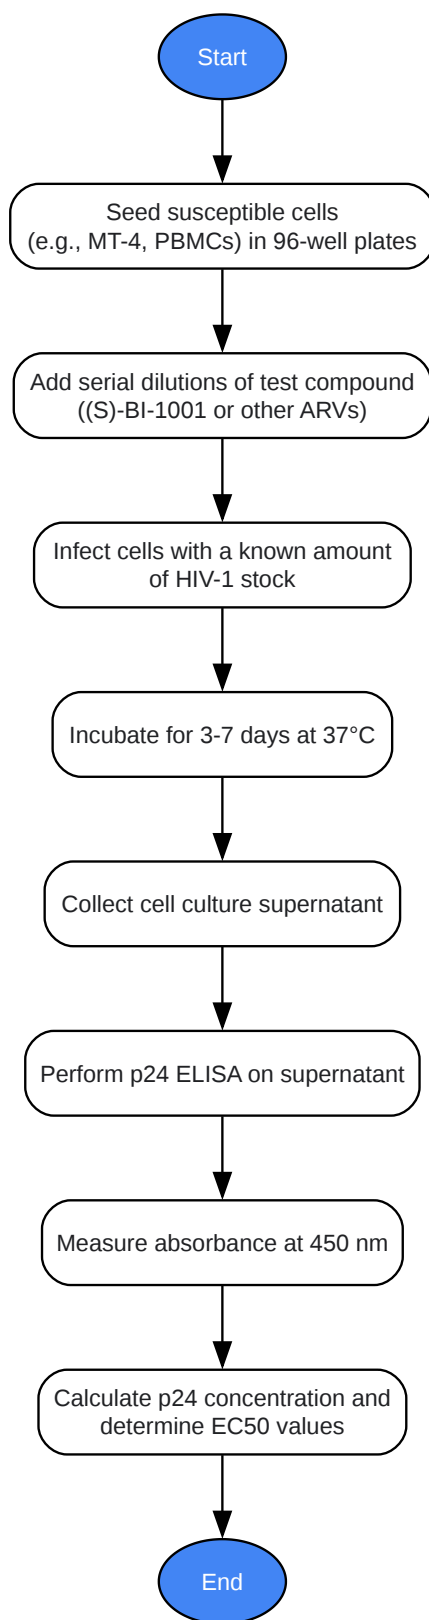 Start
Seed susceptible cells
(e.g., MT-4, PBMCs) in 96-well plates
Add serial dilutions of test compound
((S)-BI-1001 or other ARVs)
Infect cells with a known amount
of HIV-1 stock
Incubate for 3-7 days at 37°C
Collect cell culture supernatant
Perform p24 ELISA on supernatant
Measure absorbance at 450 nm
Calculate p24 concentration and
determine EC50 values
End